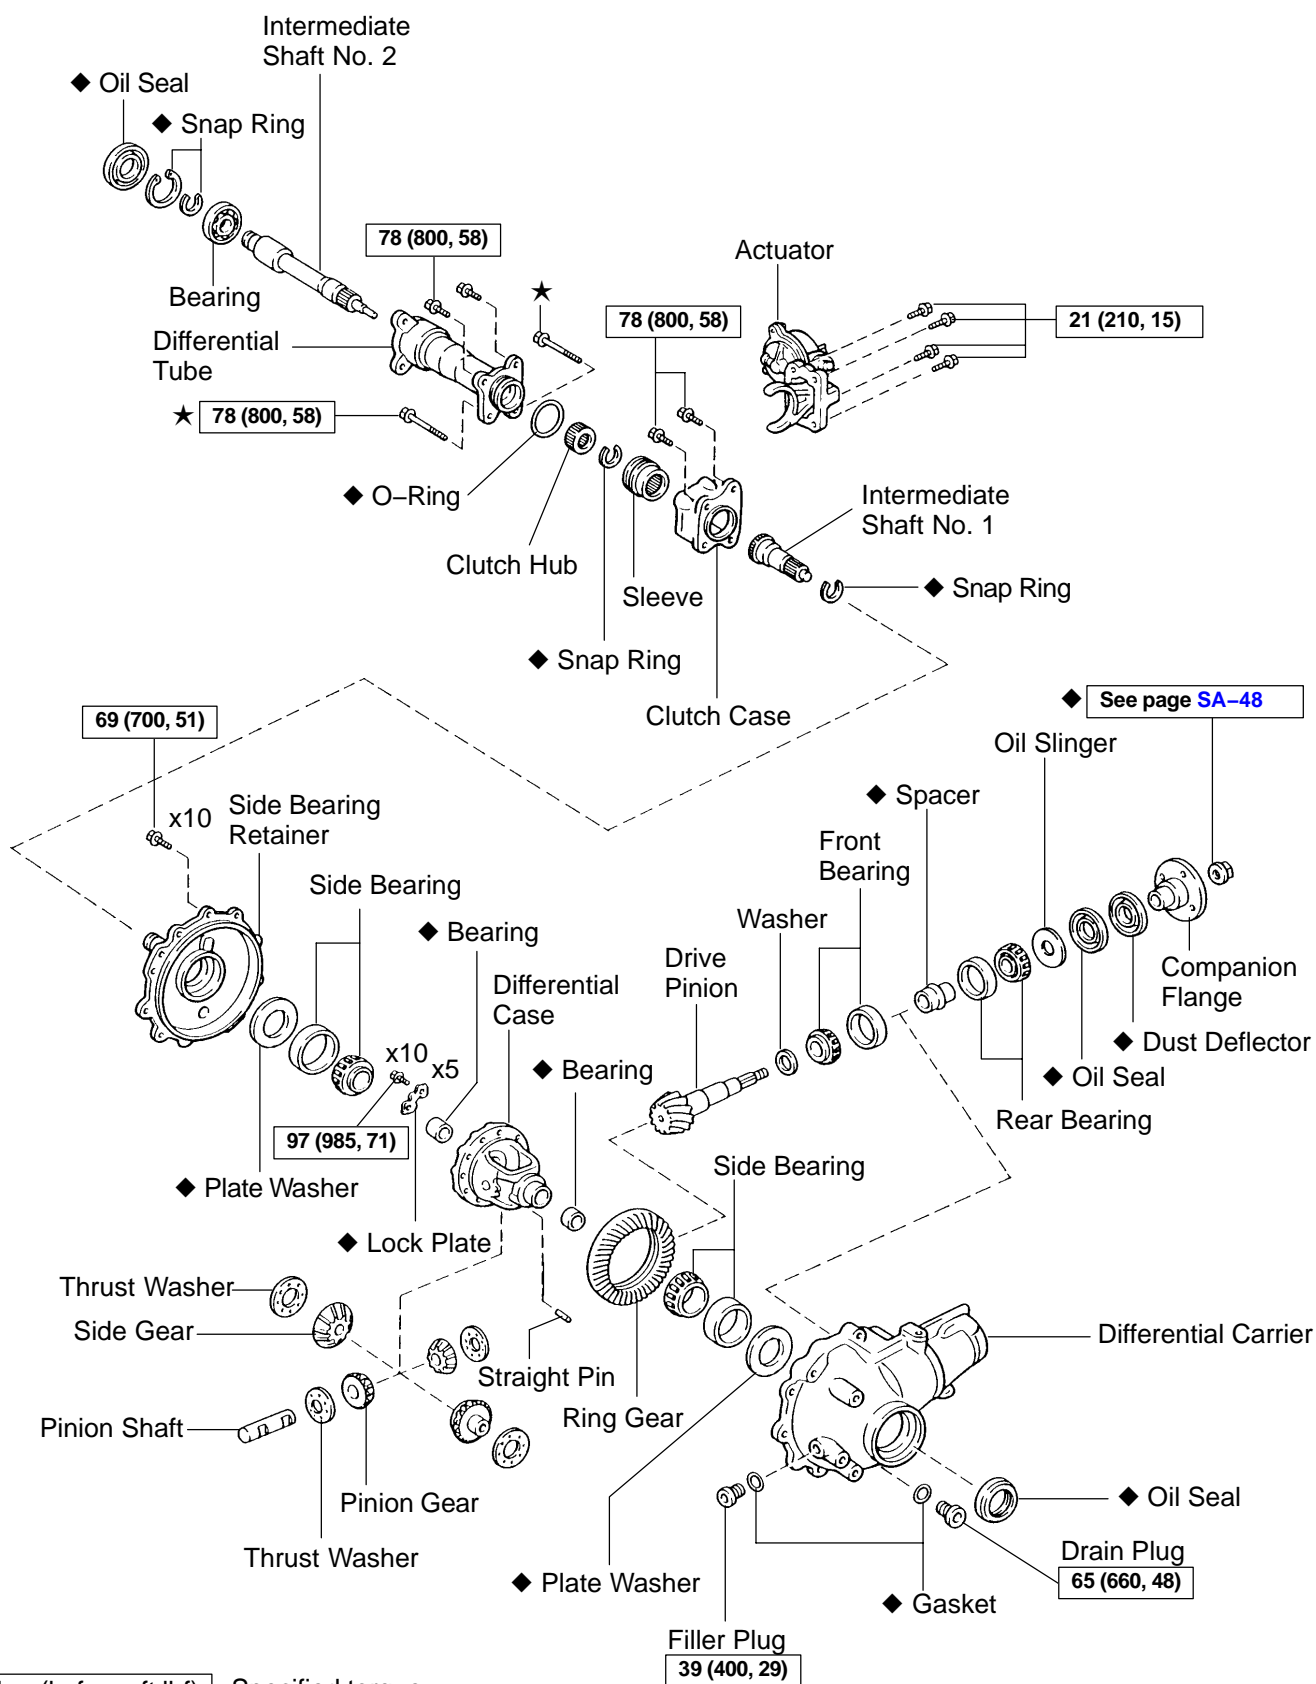 Intermediate
Shaft No. 2
◆ Oil Seal
◆ Snap Ring
78 (800, 58)
Actuator
Bearing
★
78 (800, 58)
21 (210, 15)
Differential
Tube
★ 78 (800, 58)
◆ O–Ring
Intermediate
Shaft No. 1
Clutch Hub
Sleeve
◆ Snap Ring
◆ Snap Ring
Clutch Case
◆ See page SA–48
69 (700, 51)
Oil Slinger
◆ Spacer
x10
Side Bearing
Retainer
Front
Bearing
Side Bearing
Washer
◆ Bearing
Drive
Pinion
Companion
Flange
Differential
Case
◆ Dust Deflector
x10
x5
◆ Bearing
◆ Oil Seal
Rear Bearing
97 (985, 71)
Side Bearing
◆ Plate Washer
◆ Lock Plate
Thrust Washer
Side Gear
Differential Carrier
Straight Pin
Ring Gear
Pinion Shaft
Pinion Gear
◆ Oil Seal
Thrust Washer
Drain Plug
65 (660, 48)
◆ Plate Washer
◆ Gasket
Filler Plug
39 (400, 29)